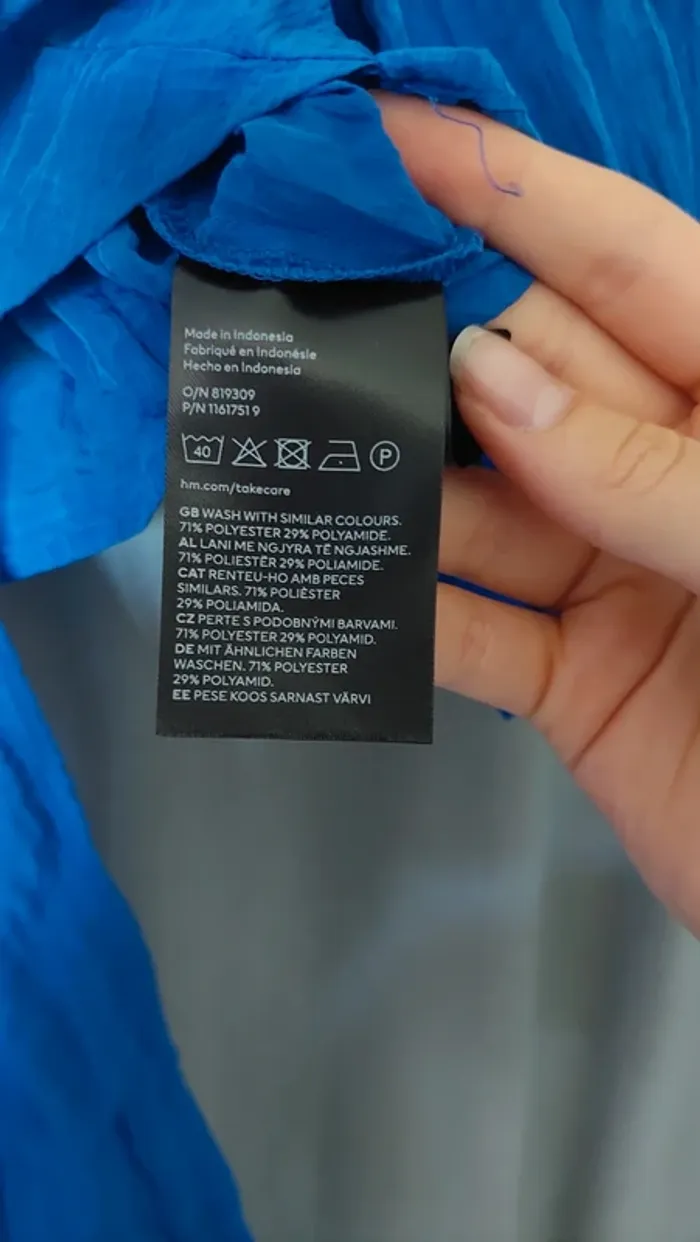 Made in Indonesia
Fabriqué en Indonésie
Hecho en Indonesia
O/N 819309
P/N 1161751 9
40 P
hm.com/takecare
GB WASH WITH SIMILAR COLOURS.
71% POLYESTER 29% POLYAMIDE.
AL LANI ME NGJYRA TË NGJASHME.
71% POLIESTËR 29% POLIAMIDE.
CAT RENTEU-HO AMB PECES
SIMILARS. 71% POLIÈSTER
29% POLIAMIDA.
CZ PERTE S PODOBNÝMI BARVAMI.
71% POLYESTER 29% POLYAMID.
DE MIT ÄHNLICHEN FARBEN
WASCHEN. 71% POLYESTER
29% POLYAMID.
EE PESE KOOS SARNAST VÄRVI